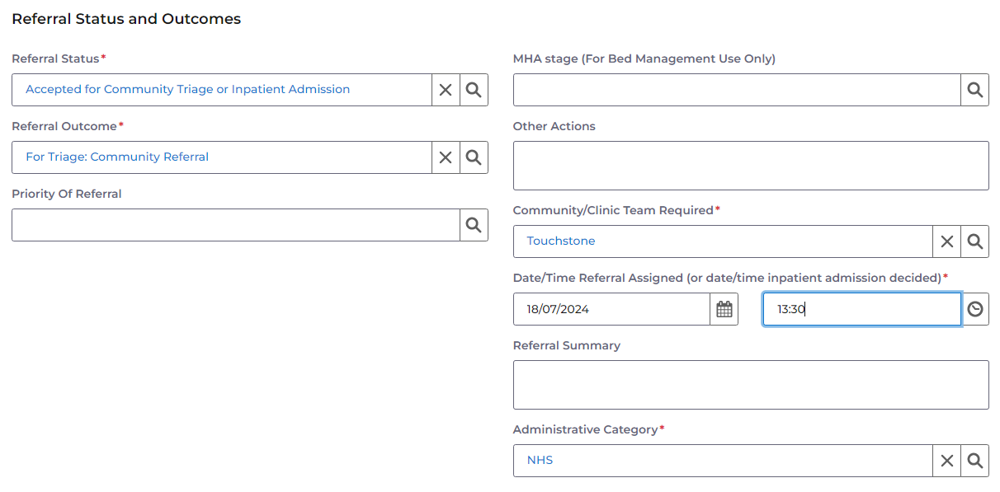 Referral Status and Outcomes
Referral Status*
Accepted for Community Triage or Inpatient Admission
Referral Outcome*
For Triage: Community Referral
Priority Of Referral
MHA stage (For Bed Management Use Only)
Other Actions
Community/Clinic Team Required*
Touchstone
Date/Time Referral Assigned (or date/time inpatient admission decided)*
18/07/2024 13:30
Referral Summary
Administrative Category*
NHS